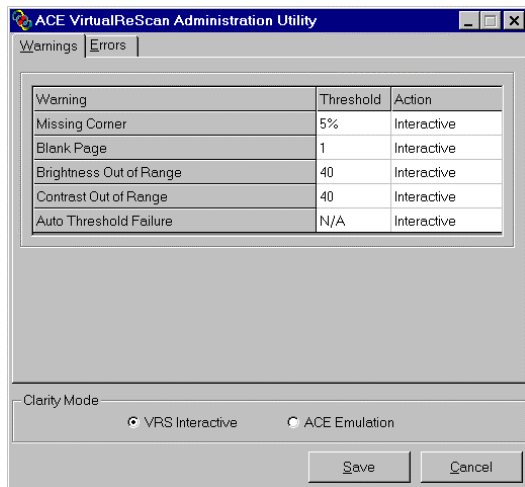 ACE VirtualReScan Administration Utility
Warnings Errors
Warning Threshold Action
Missing Corner 5% Interactive
Blank Page 1 Interactive
Brightness Out of Range 40 Interactive
Contrast Out of Range 40 Interactive
Auto Threshold Failure N/A Interactive
Clarity Mode
VRS Interactive ACE Emulation
Save Cancel